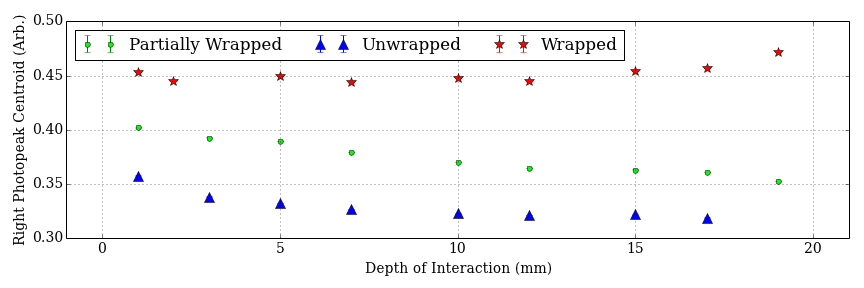 0.50
0.45
0.40
0.35
0.30
Right Photopeak Centroid (Arb.)
Partially Wrapped Unwrapped Wrapped
0 5 10 15 20
Depth of Interaction (mm)